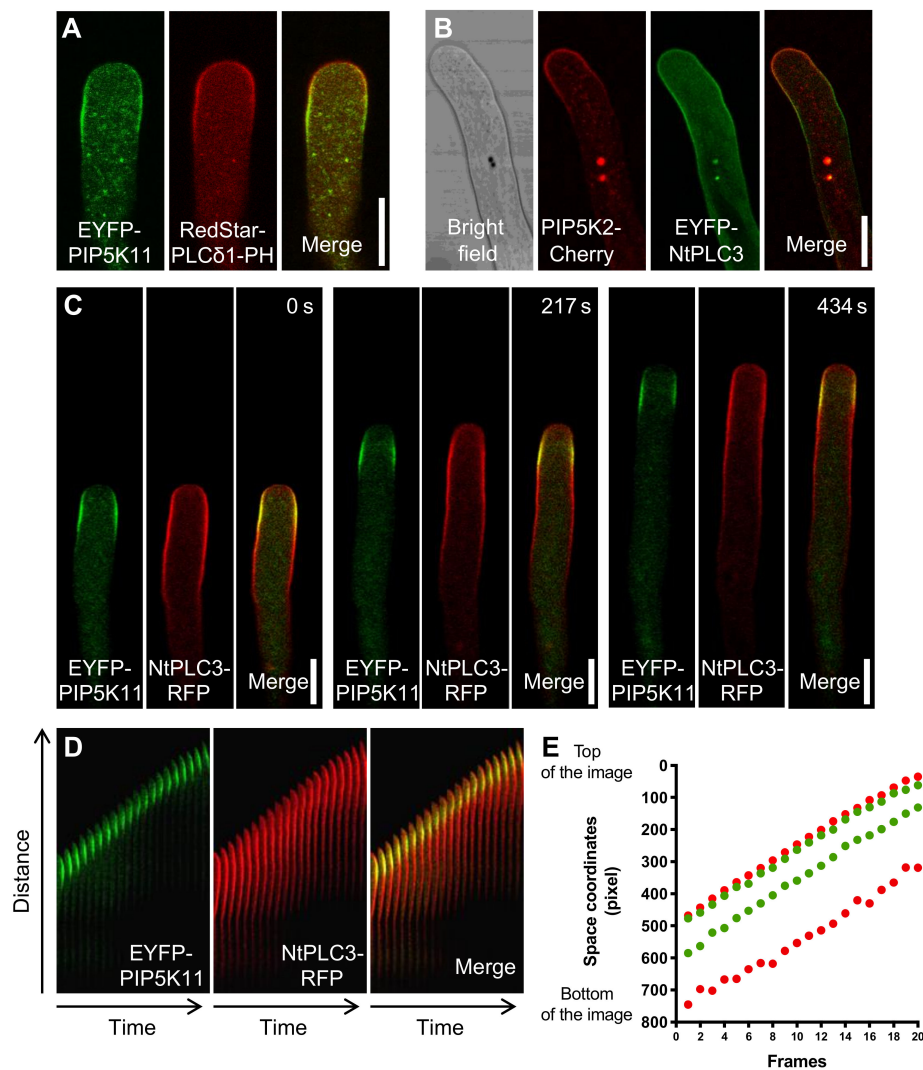 A
EYFP-
PIP5K11
RedStar-
PLCδ1-PH
Merge
B
Bright
field
PIP5K2-
Cherry
EYFP-
NtPLC3
Merge
C
0 s
EYFP-
PIP5K11
NtPLC3-
RFP
Merge
217 s
EYFP-
PIP5K11
NtPLC3-
RFP
Merge
434 s
EYFP-
PIP5K11
NtPLC3-
RFP
Merge
D
Distance
EYFP-
PIP5K11
NtPLC3-
RFP
Merge
Time
Time
Time
E
Top
of the image
Space coordinates
(pixel)
0
100
200
300
400
500
600
700
800
Bottom
of the image
0 2 4 6 8 10 12 14 16 18 20
Frames